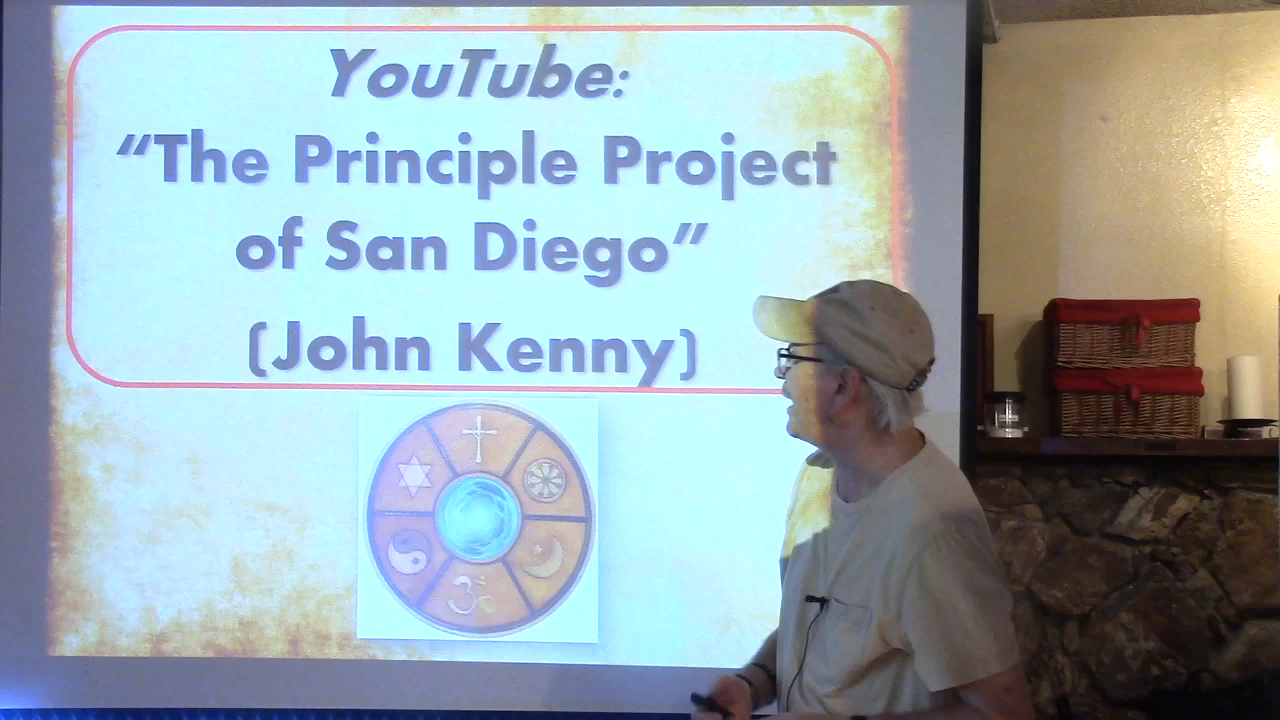 YouTube:
“The Principle Project
of San Diego”
(John Kenny)